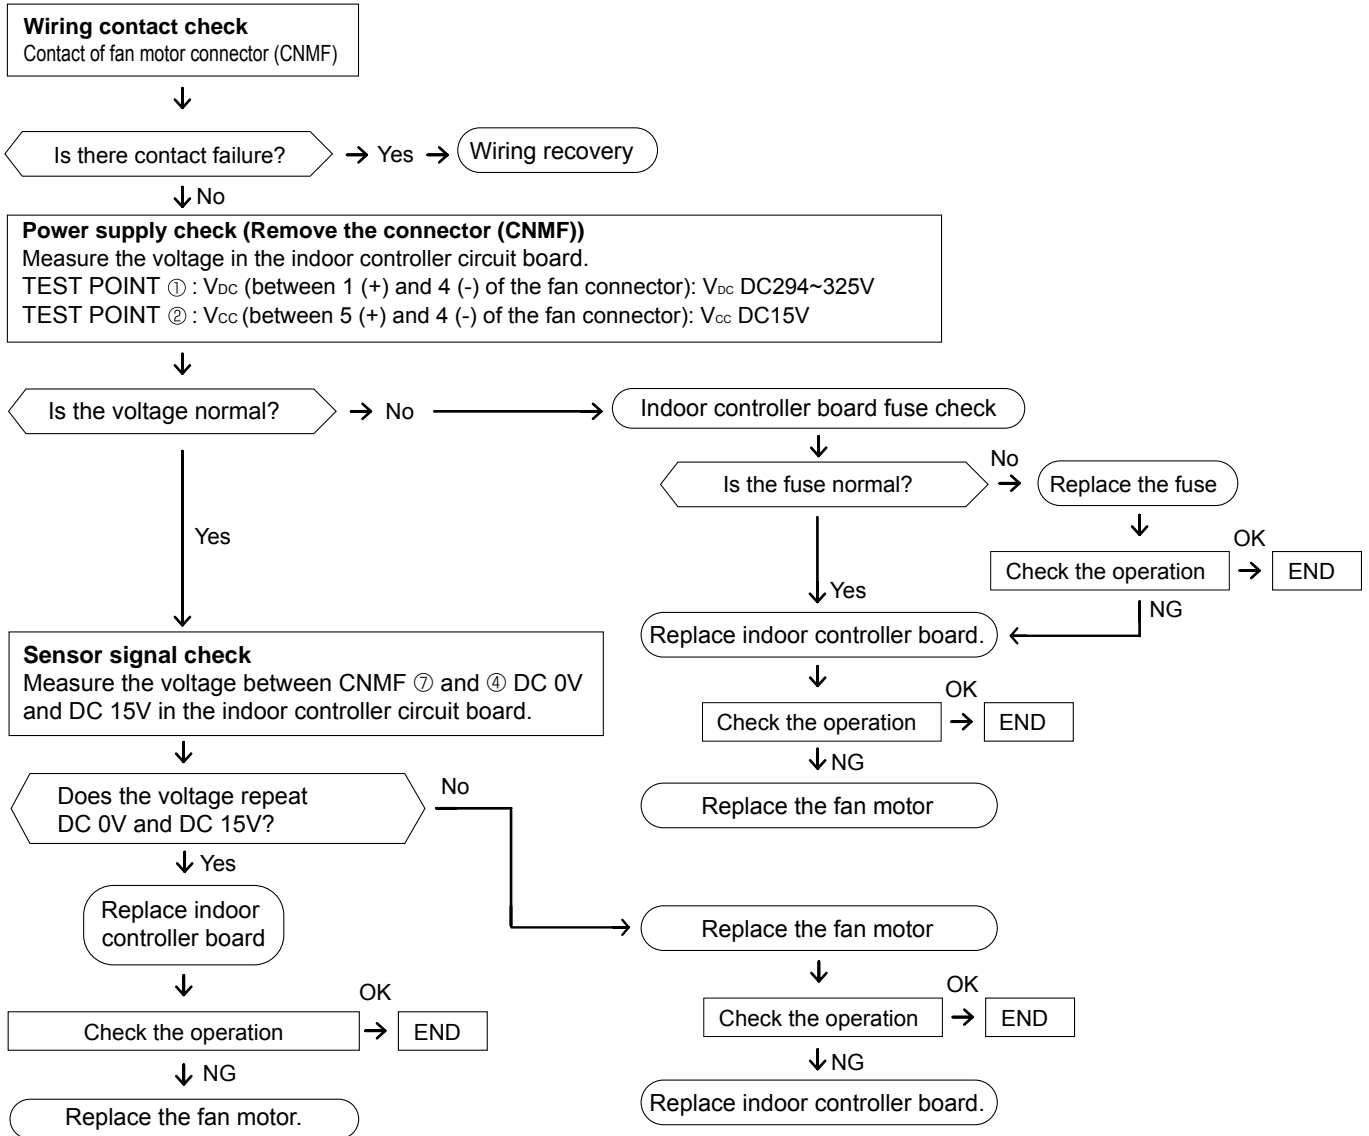 Wiring contact check
Contact of fan motor connector (CNMF)
Is there contact failure?
Yes
Wiring recovery
No
Power supply check (Remove the connector (CNMF))
Measure the voltage in the indoor controller circuit board.
TEST POINT ① : VDC (between 1 (+) and 4 (-) of the fan connector): VDC DC294~325V
TEST POINT ② : VCC (between 5 (+) and 4 (-) of the fan connector): VCC DC15V
Is the voltage normal?
No
Indoor controller board fuse check
Is the fuse normal?
No
Replace the fuse
Yes
Check the operation
OK
END
Yes
NG
Replace indoor controller board.
Sensor signal check
Measure the voltage between CNMF ⑦ and ④ DC 0V
and DC 15V in the indoor controller circuit board.
Check the operation
OK
END
NG
Replace the fan motor
Does the voltage repeat
DC 0V and DC 15V?
No
Yes
Replace indoor
controller board
Replace the fan motor
Check the operation
OK
END
Check the operation
OK
END
NG
Replace the fan motor.
NG
Replace indoor controller board.